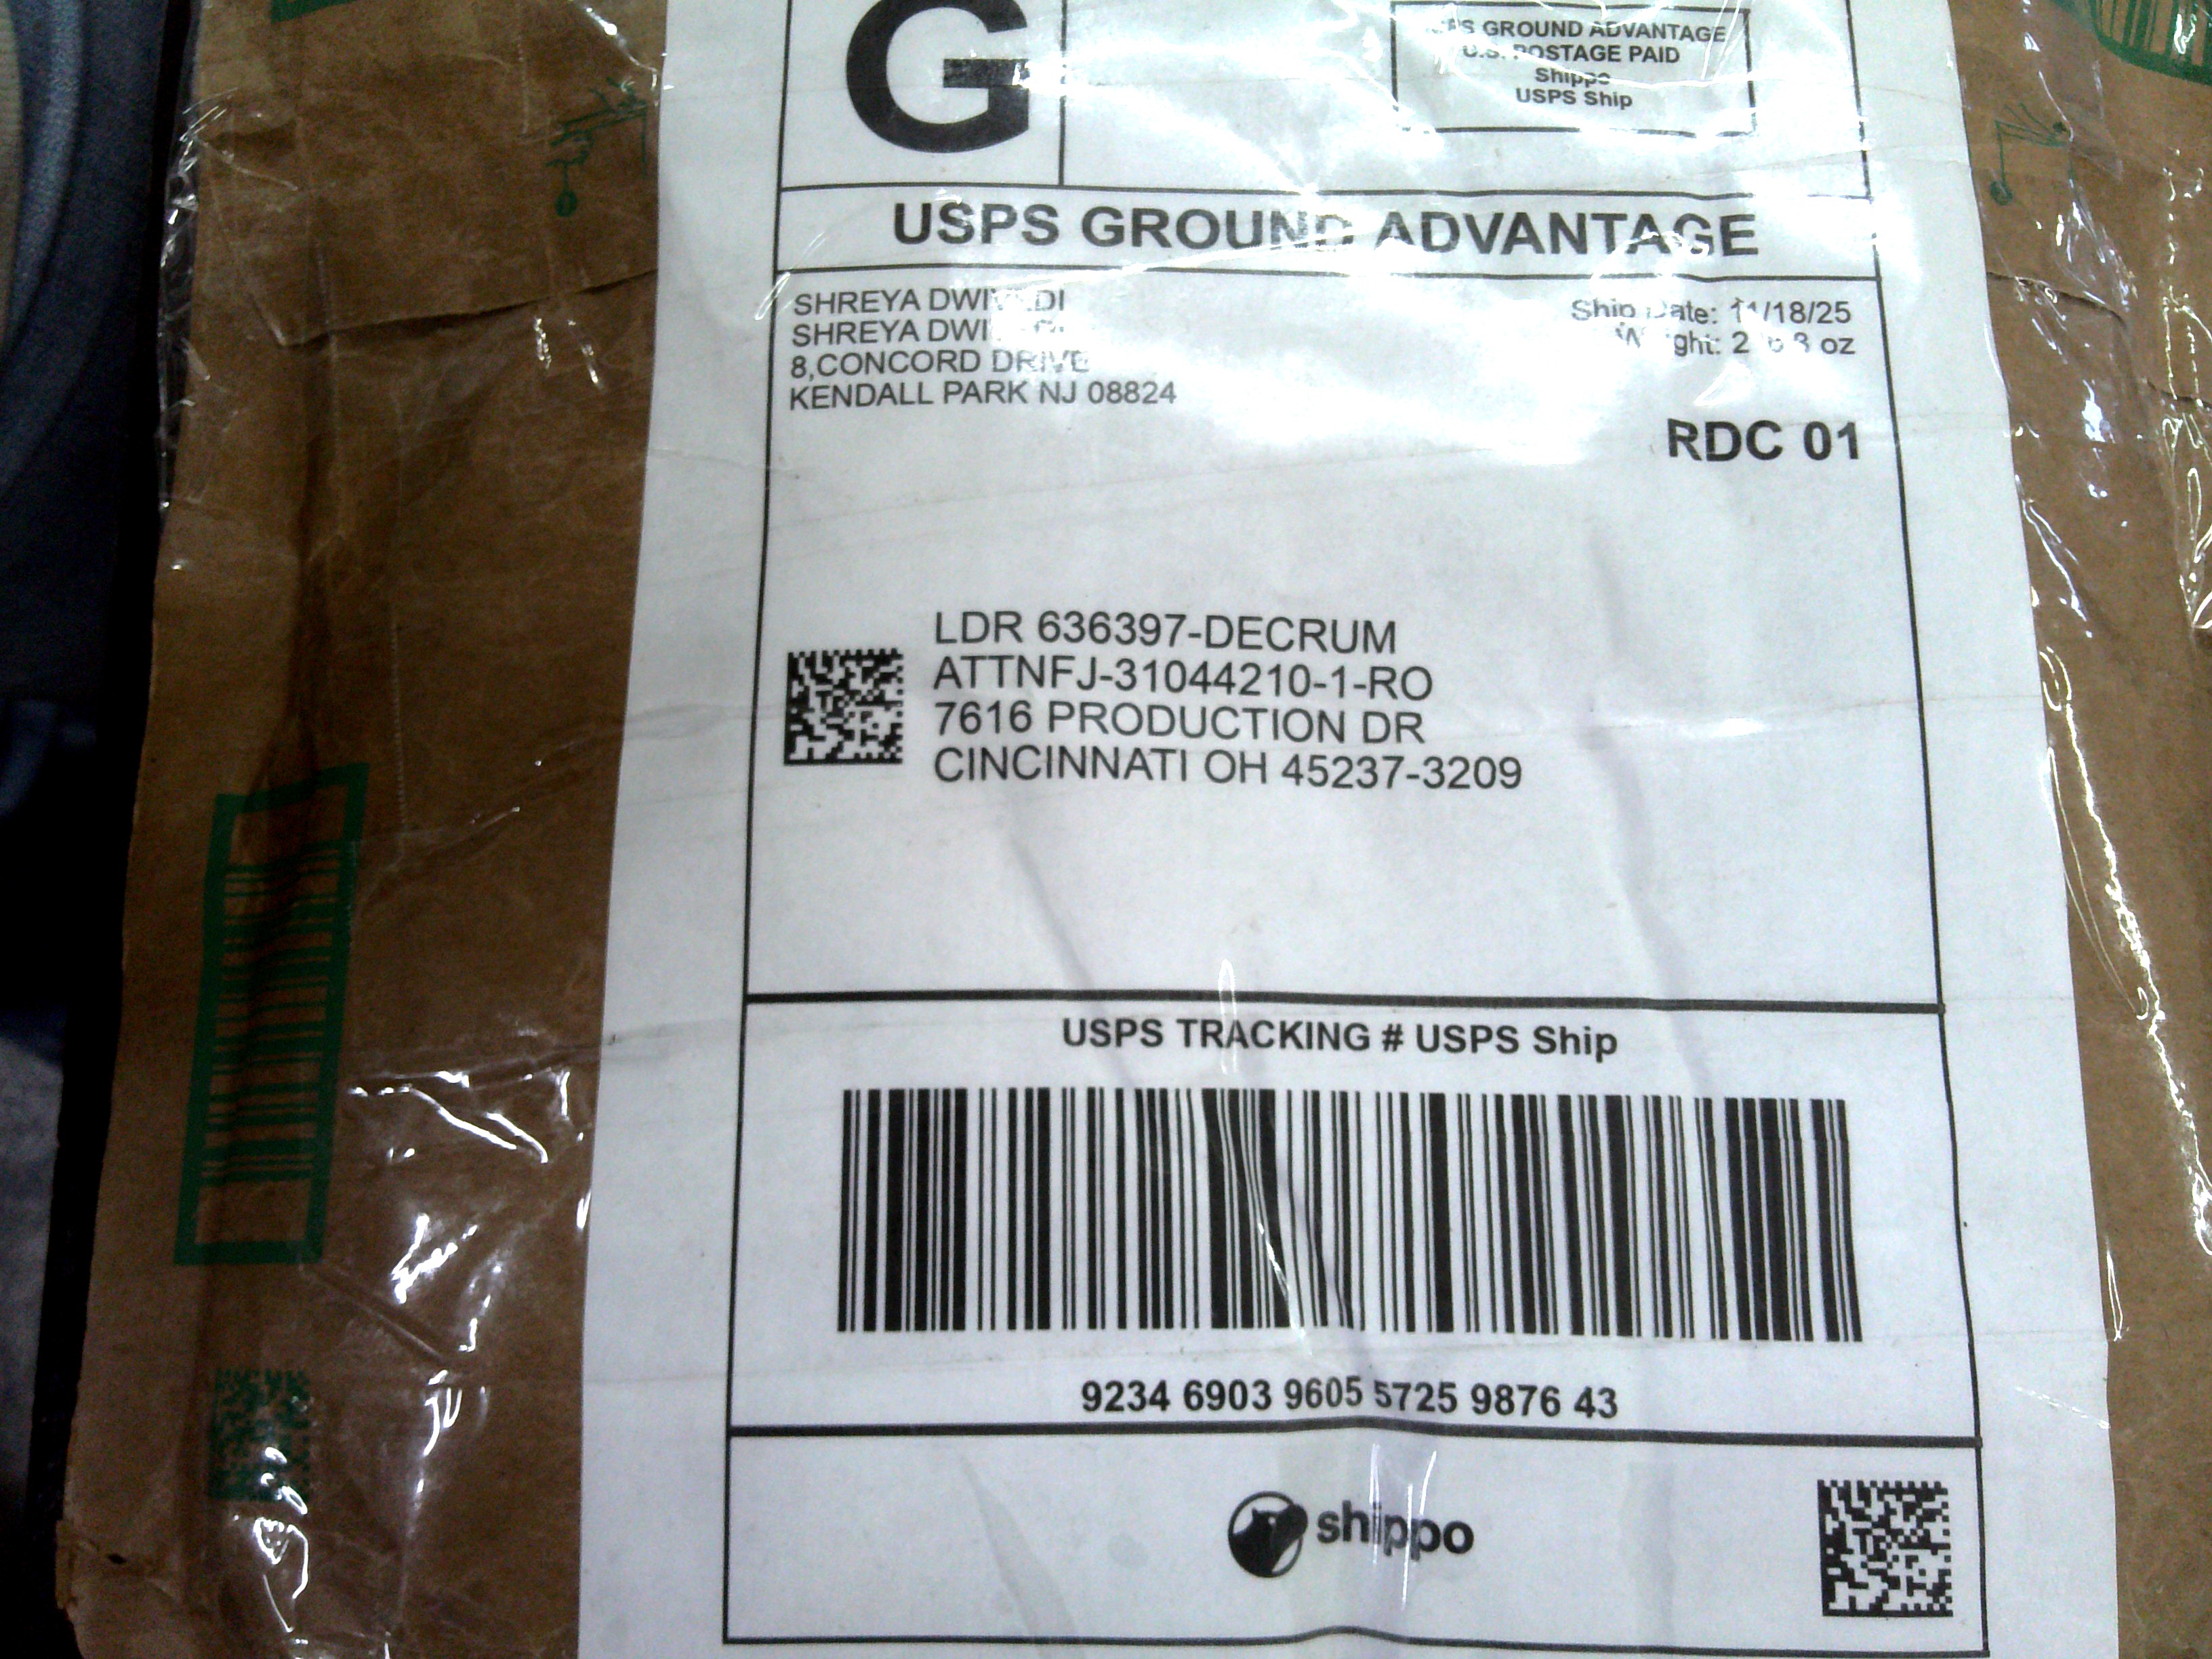 G
GROUND ADVANTAGE
U.S. POSTAGE PAID
Shippo
USPS Ship
USPS GROUND ADVANTAGE
SHREYA
SHREYA
8,CONCORD DRIVE
KENDALL PARK NJ 08824
Ship Date: 11/18/25
oz
RDC 01
LDR 636397-DECRUM
ATTNFJ-31044210-1-RO
7616 PRODUCTION DR
CINCINNATI OH 45237-3209
USPS TRACKING # USPS Ship
9234 6903 9605 5725 9876 43
shippo